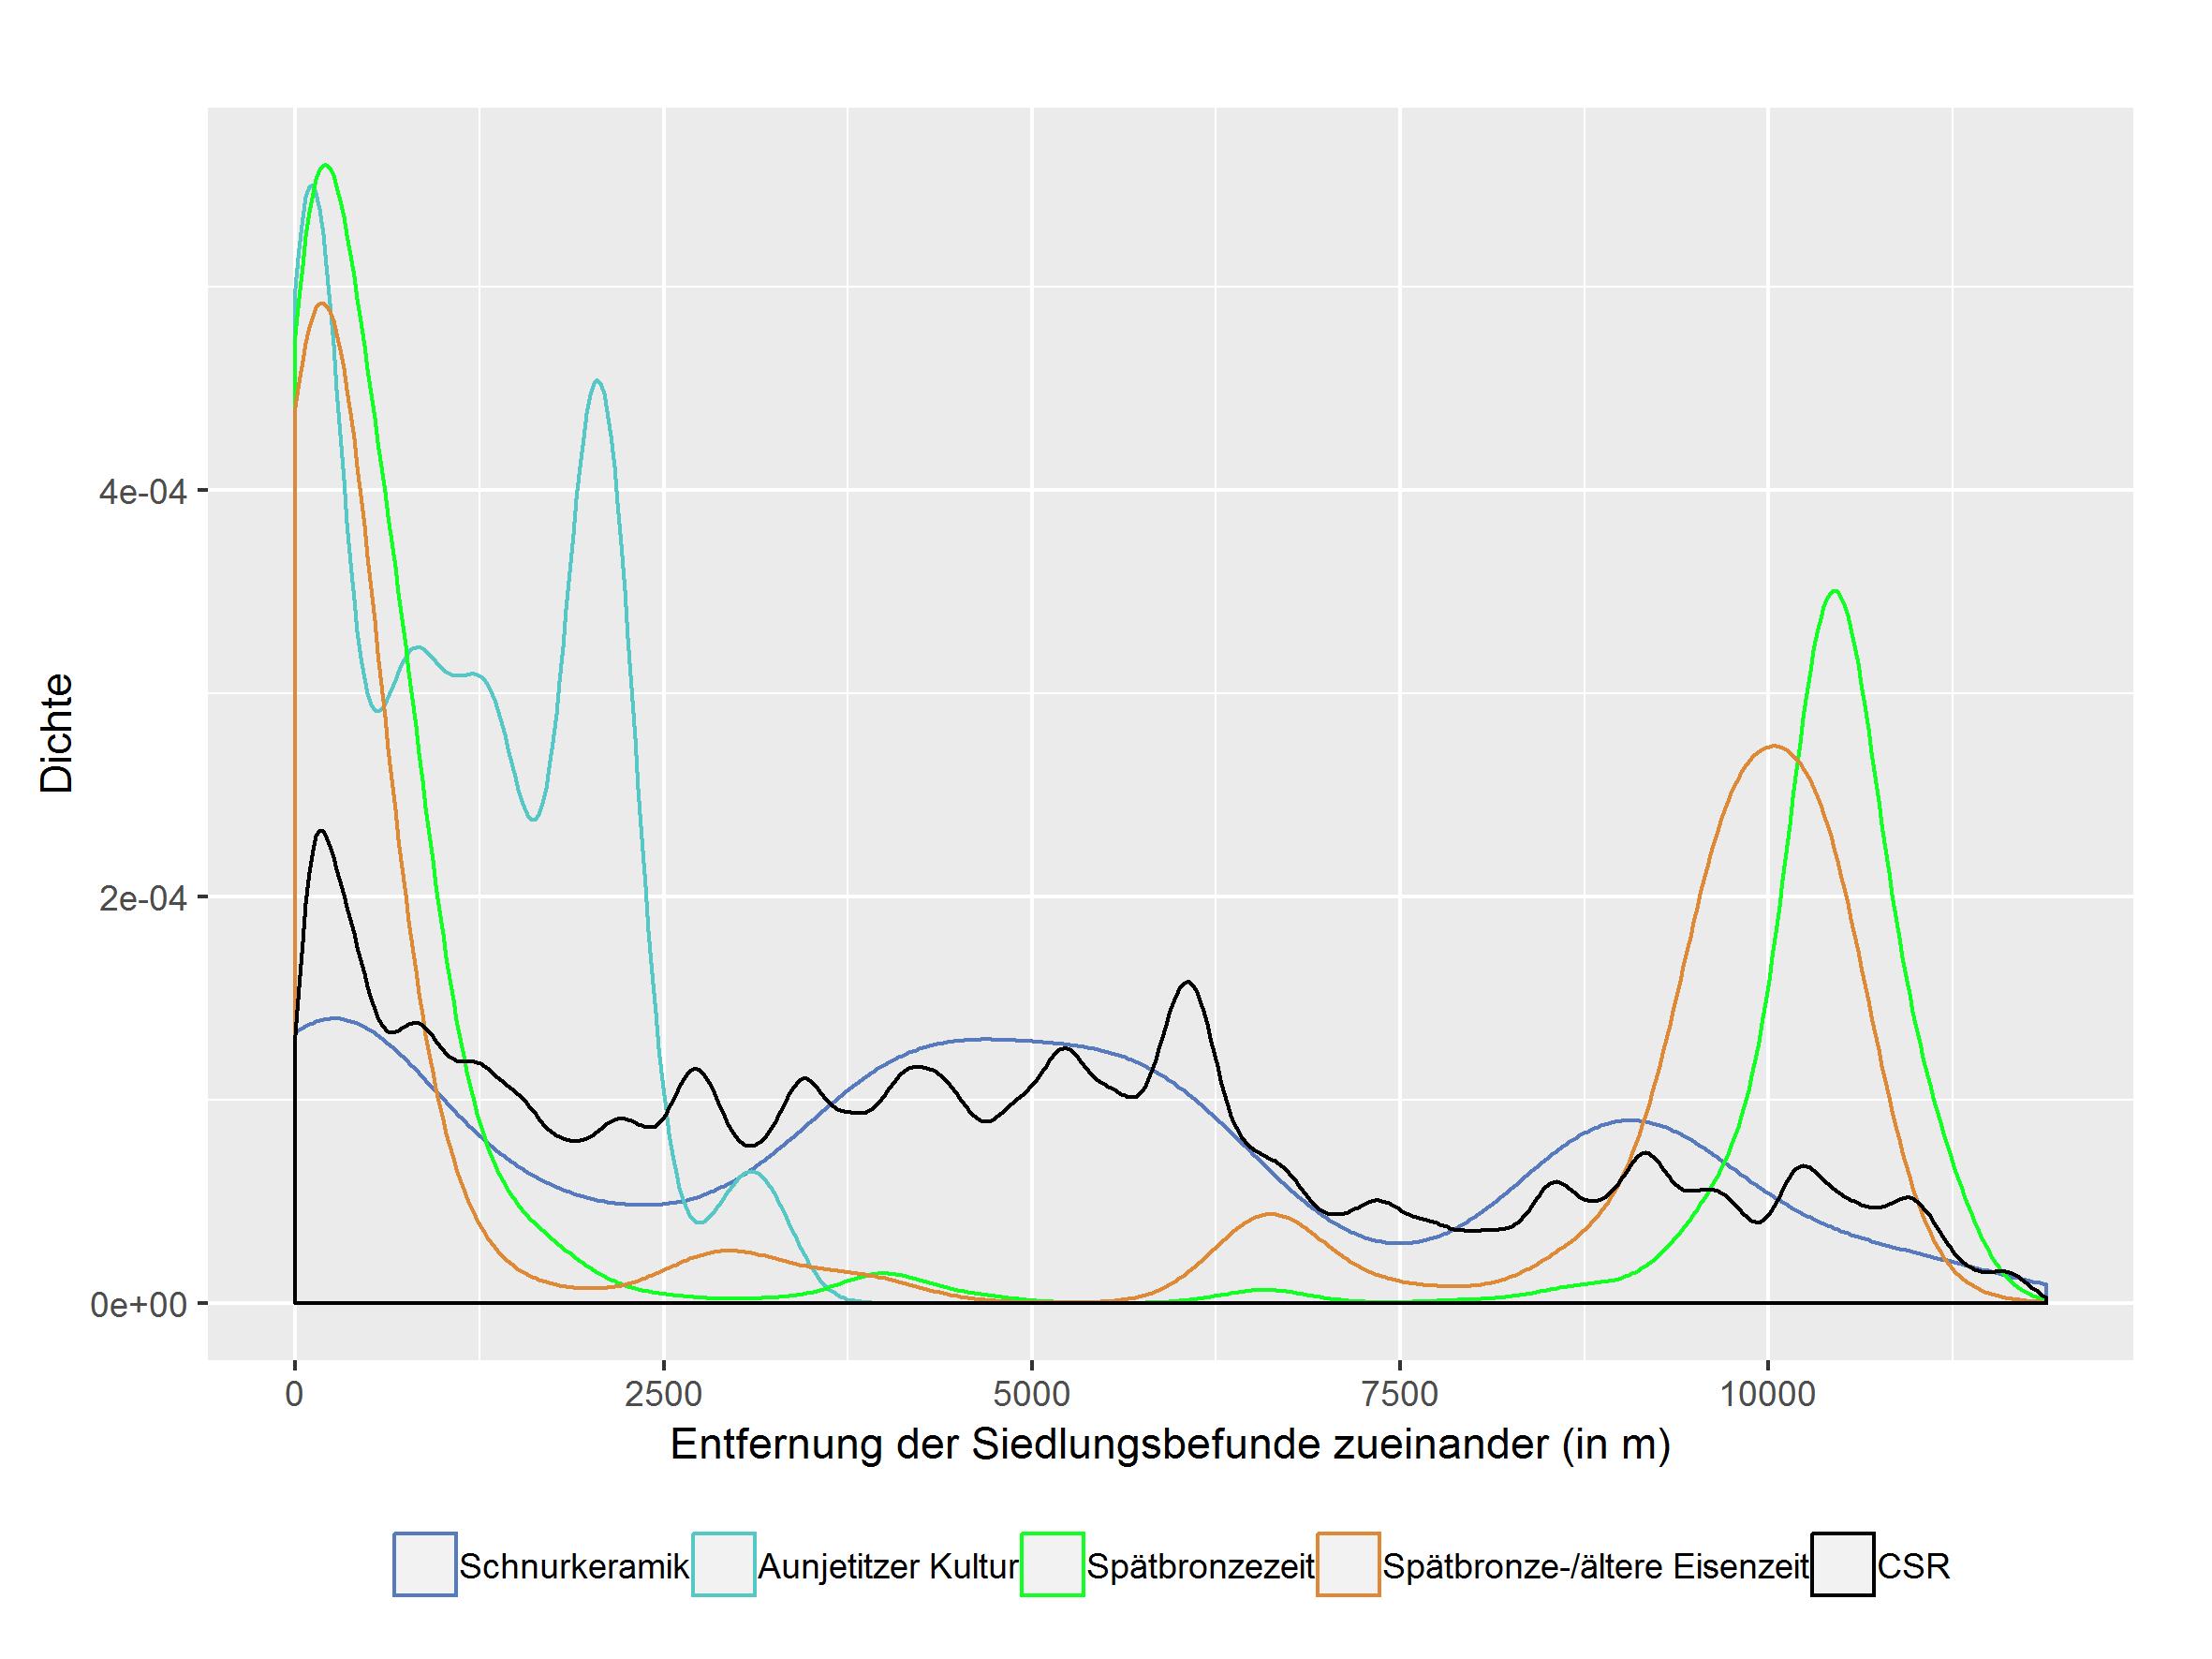 Dichte
4e-04
2e-04
0e+00
0 2500 5000 7500 10000
Entfernung der Siedlungsbefunde zueinander (in m)
Schnurkeramik Aunjetitzer Kultur Spätbronzezeit Spätbronze-/ältere Eisenzeit CSR